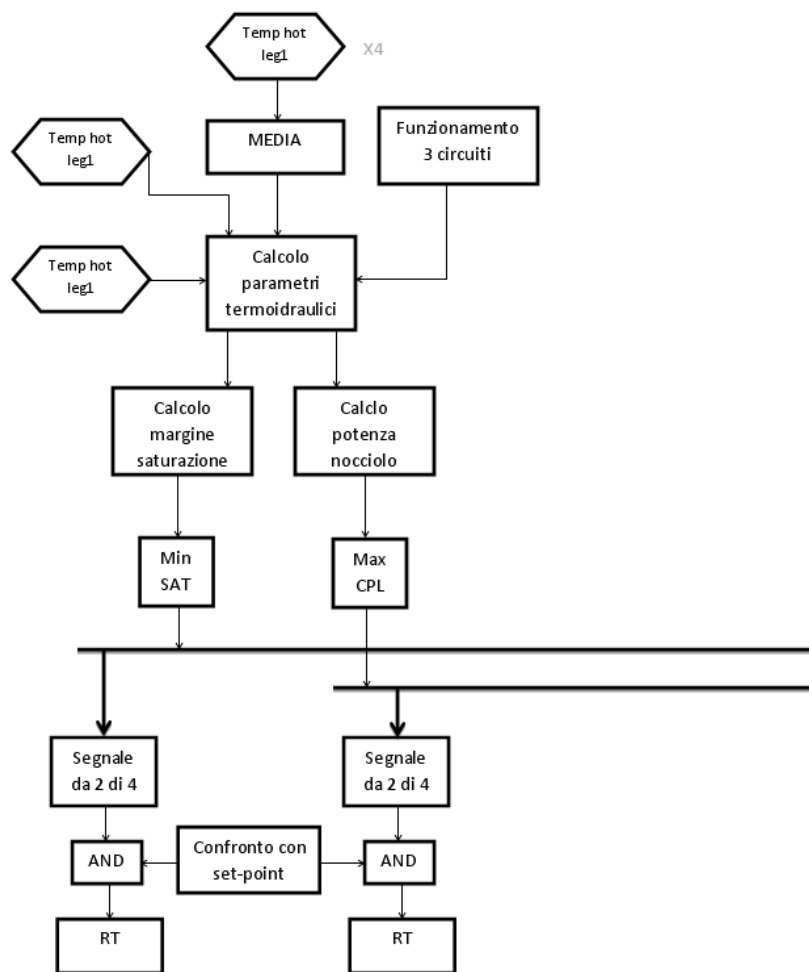 Temp hot
leg1
X4
MEDIA
Funzionamento
3 circuiti
Temp hot
leg1
Temp hot
leg1
Calcolo
parametri
termoidraulici
Calcolo
margine
saturazione
Calclo
potenza
nocciolo
Min
SAT
Max
CPL
Segnale
da 2 di 4
Segnale
da 2 di 4
AND
Confronto con
set-point
AND
RT
RT